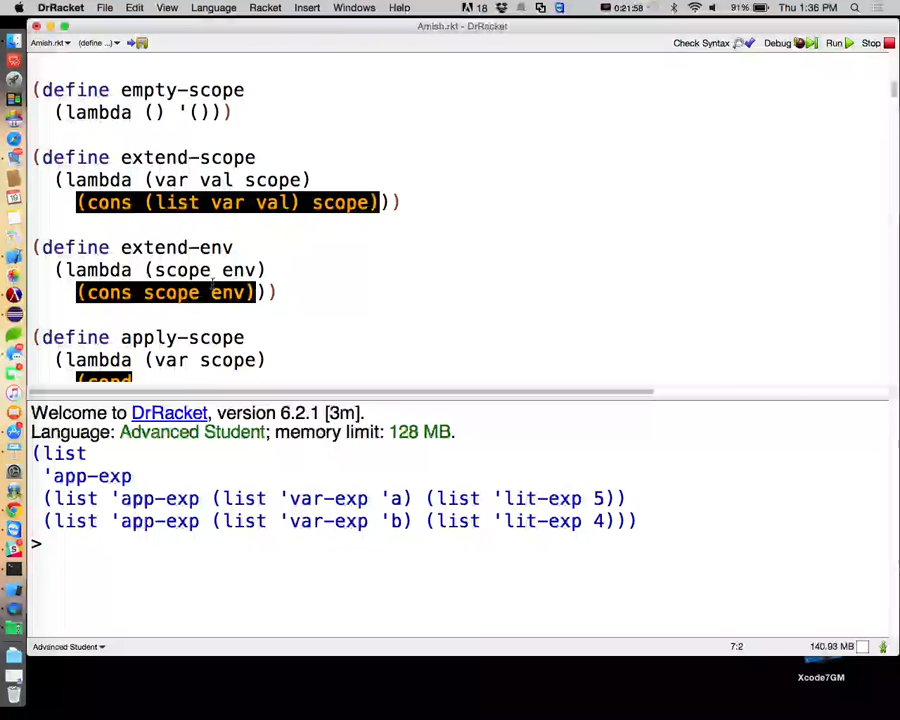 DrRacket File Edit View Language Racket Insert Windows Help 18 0:21:58 91% Thu 1:36 PM
Amish.rkt - DrRacket
Amish.rkt (define ...) Check Syntax Debug Run Stop
(define empty-scope
(lambda () '()))
(define extend-scope
(lambda (var val scope)
(cons (list var val) scope)))
(define extend-env
(lambda (scope env)
(cons scope env)))
(define apply-scope
(lambda (var scope)
(cond
Welcome to DrRacket, version 6.2.1 [3m].
Language: Advanced Student; memory limit: 128 MB.
(list
'app-exp
(list 'app-exp (list 'var-exp 'a) (list 'lit-exp 5))
(list 'app-exp (list 'var-exp 'b) (list 'lit-exp 4)))
>
Advanced Student 7:2 140.93 MB
Xcode7GM